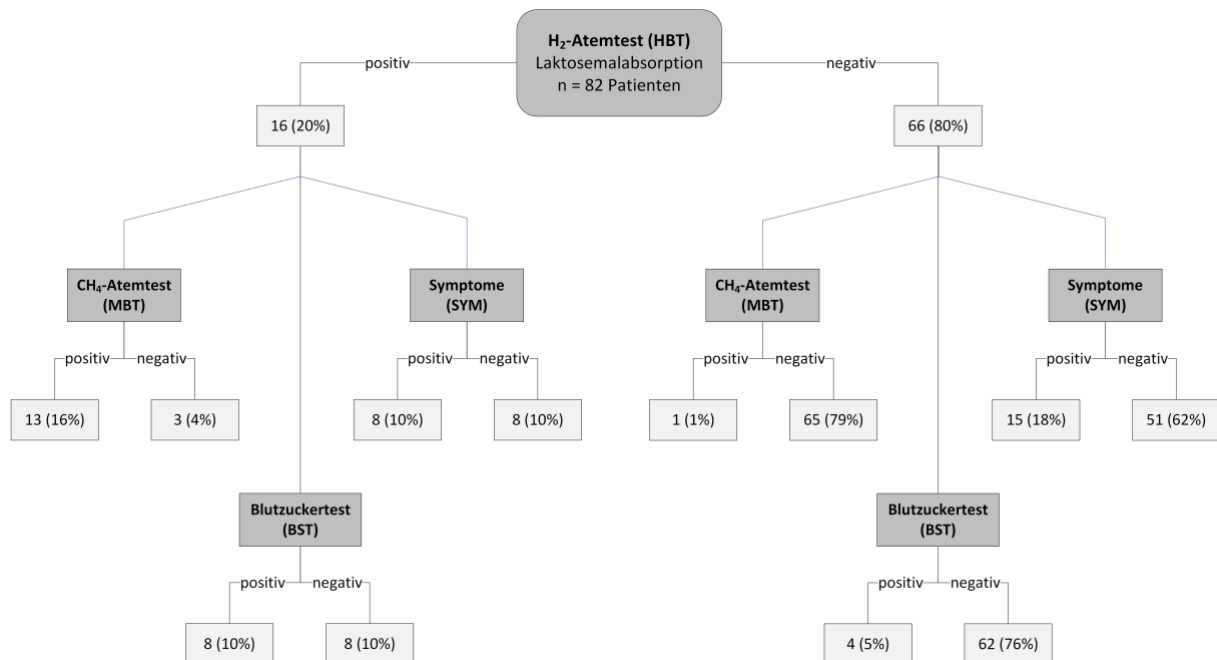 H₂-Atemtest (HBT)
Laktosemalabsorption
n = 82 Patienten
positiv
negativ
16 (20%)
66 (80%)
CH₄-Atemtest
(MBT)
Symptome
(SYM)
CH₄-Atemtest
(MBT)
Symptome
(SYM)
positiv negativ
positiv negativ
positiv negativ
positiv negativ
13 (16%)
3 (4%)
8 (10%)
8 (10%)
1 (1%)
65 (79%)
15 (18%)
51 (62%)
Blutzuckertest
(BST)
Blutzuckertest
(BST)
positiv negativ
positiv negativ
8 (10%)
8 (10%)
4 (5%)
62 (76%)